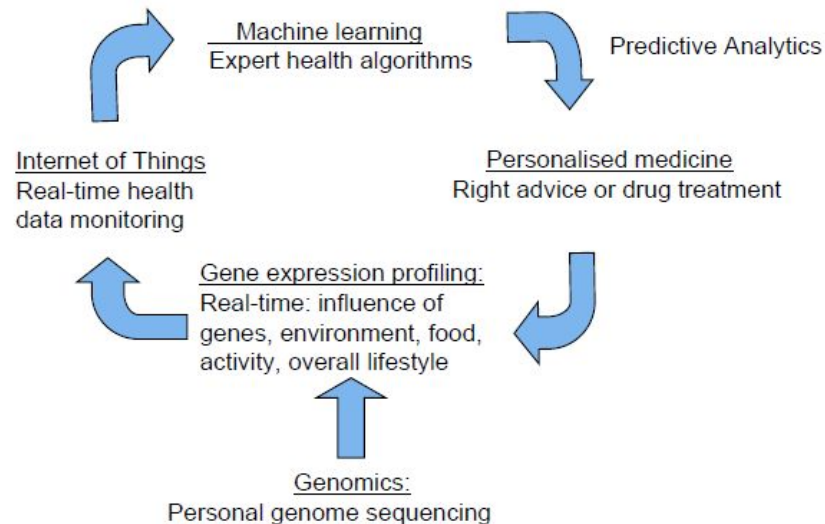 Machine learning
Expert health algorithms
Predictive Analytics
Internet of Things
Real-time health
data monitoring
Personalised medicine
Right advice or drug treatment
Gene expression profiling:
Real-time: influence of
genes, environment, food,
activity, overall lifestyle
Genomics:
Personal genome sequencing